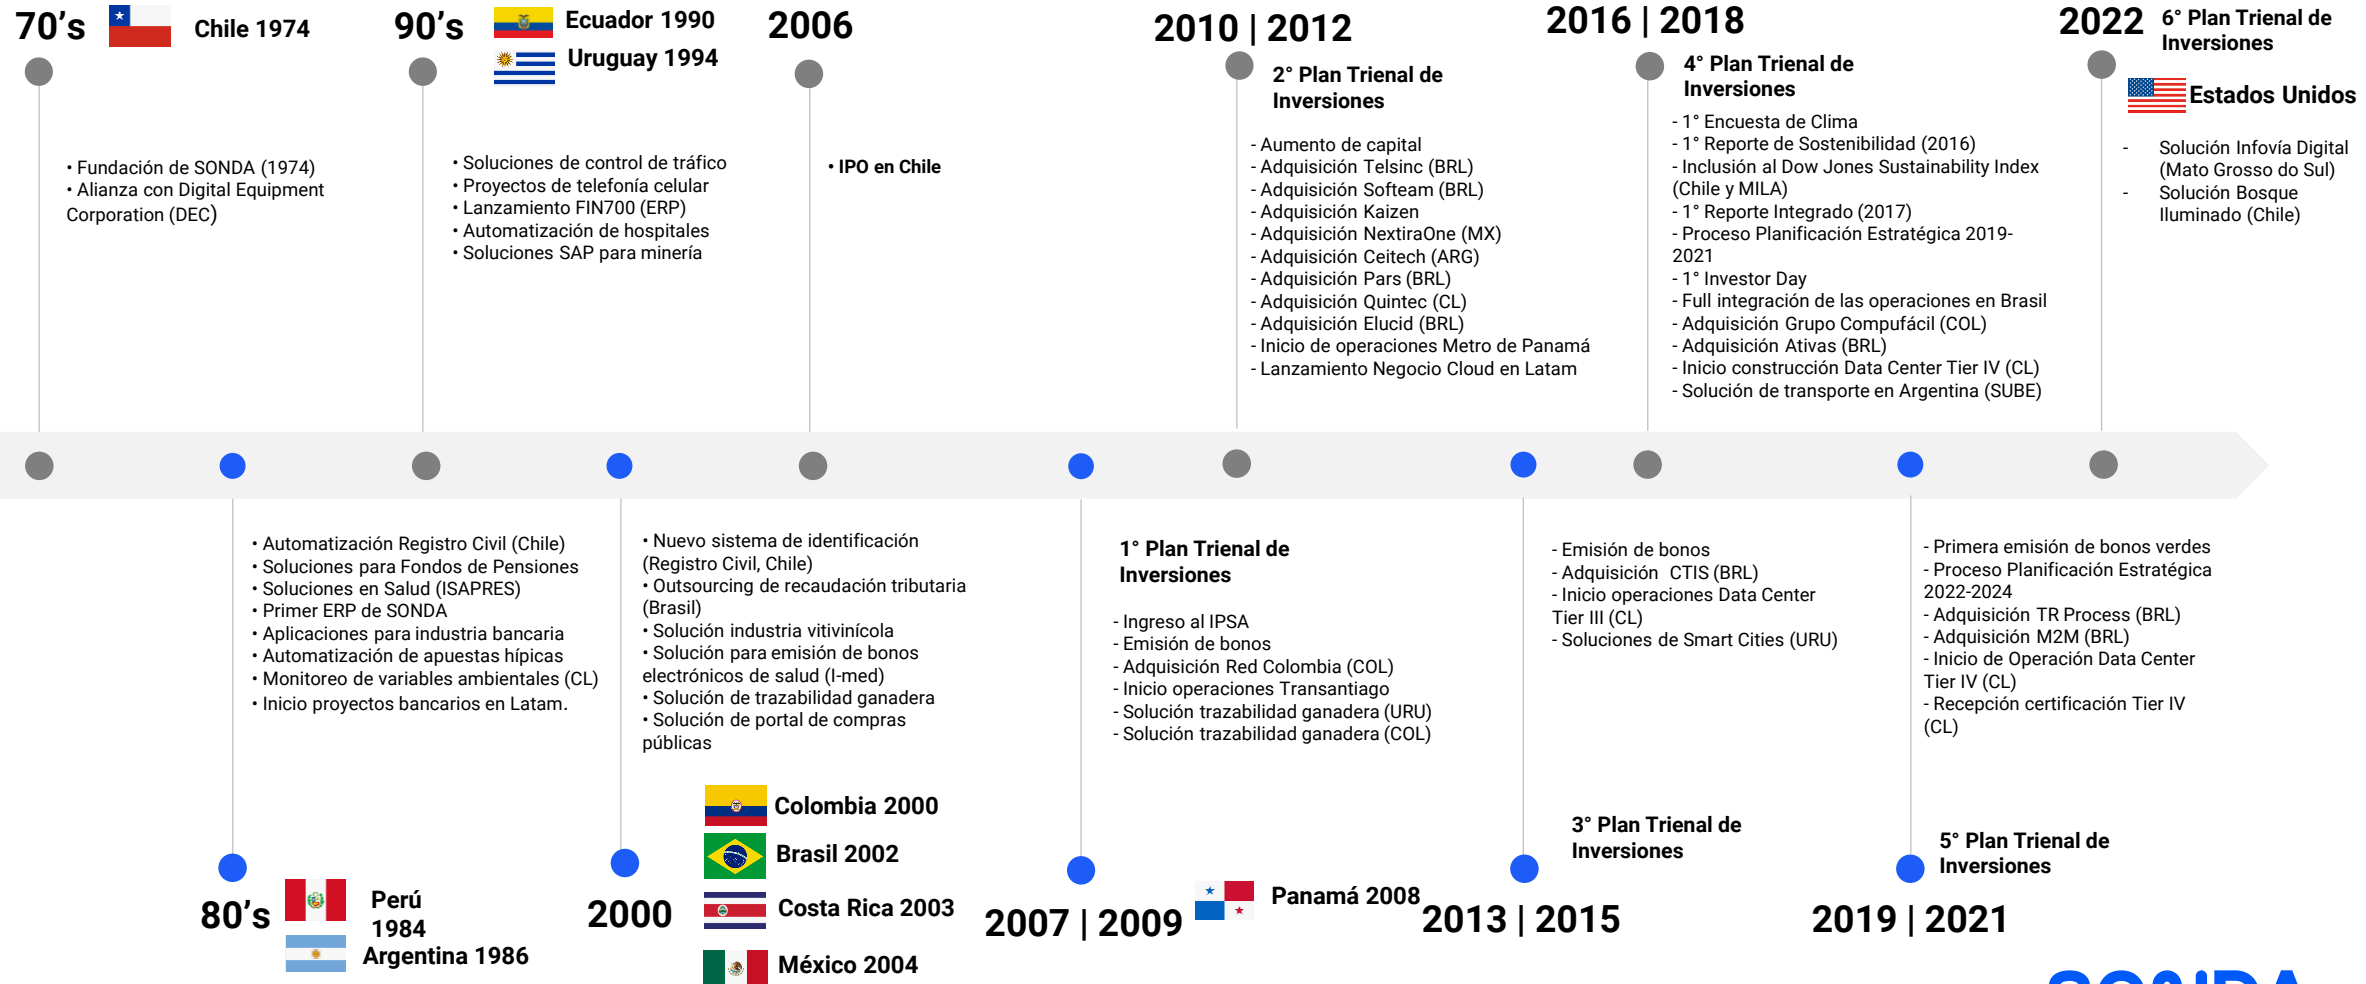 70’s
Chile 1974
• Fundación de SONDA (1974)
• Alianza con Digital Equipment
Corporation (DEC)
90’s
Ecuador 1990
Uruguay 1994
• Soluciones de control de tráfico
• Proyectos de telefonía celular
• Lanzamiento FIN700 (ERP)
• Automatización de hospitales
• Soluciones SAP para minería
2006
• IPO en Chile
2010 | 2012
2° Plan Trienal de
Inversiones
- Aumento de capital
- Adquisición Telsinc (BRL)
- Adquisición Softeam (BRL)
- Adquisición Kaizen
- Adquisición NextiraOne (MX)
- Adquisición Ceitech (ARG)
- Adquisición Pars (BRL)
- Adquisición Quintec (CL)
- Adquisición Elucid (BRL)
- Inicio de operaciones Metro de Panamá
- Lanzamiento Negocio Cloud en Latam
2016 | 2018
4° Plan Trienal de
Inversiones
- 1° Encuesta de Clima
- 1° Reporte de Sostenibilidad (2016)
- Inclusión al Dow Jones Sustainability Index
(Chile y MILA)
- 1° Reporte Integrado (2017)
- Proceso Planificación Estratégica 2019-
2021
- 1° Investor Day
- Full integración de las operaciones en Brasil
- Adquisición Grupo Compufácil (COL)
- Adquisición Ativas (BRL)
- Inicio construcción Data Center Tier IV (CL)
- Solución de transporte en Argentina (SUBE)
2022
6° Plan Trienal de
Inversiones
Estados Unidos
- Solución Infovía Digital
(Mato Grosso do Sul)
- Solución Bosque
Iluminado (Chile)
• Automatización Registro Civil (Chile)
• Soluciones para Fondos de Pensiones
• Soluciones en Salud (ISAPRES)
• Primer ERP de SONDA
• Aplicaciones para industria bancaria
• Automatización de apuestas hípicas
• Monitoreo de variables ambientales (CL)
• Inicio proyectos bancarios en Latam.
80’s
Perú
1984
Argentina 1986
• Nuevo sistema de identificación
(Registro Civil, Chile)
• Outsourcing de recaudación tributaria
(Brasil)
• Solución industria vitivinícola
• Solución para emisión de bonos
electrónicos de salud (I-med)
• Solución de trazabilidad ganadera
• Solución de portal de compras
públicas
2000
Colombia 2000
Brasil 2002
Costa Rica 2003
México 2004
1° Plan Trienal de
Inversiones
- Ingreso al IPSA
- Emisión de bonos
- Adquisición Red Colombia (COL)
- Inicio operaciones Transantiago
- Solución trazabilidad ganadera (URU)
- Solución trazabilidad ganadera (COL)
2007 | 2009
Panamá 2008
- Emisión de bonos
- Adquisición CTIS (BRL)
- Inicio operaciones Data Center
Tier III (CL)
- Soluciones de Smart Cities (URU)
3° Plan Trienal de
Inversiones
2013 | 2015
- Primera emisión de bonos verdes
- Proceso Planificación Estratégica
2022-2024
- Adquisición TR Process (BRL)
- Adquisición M2M (BRL)
- Inicio de Operación Data Center
Tier IV (CL)
- Recepción certificación Tier IV
(CL)
5° Plan Trienal de
Inversiones
2019 | 2021
SONDA